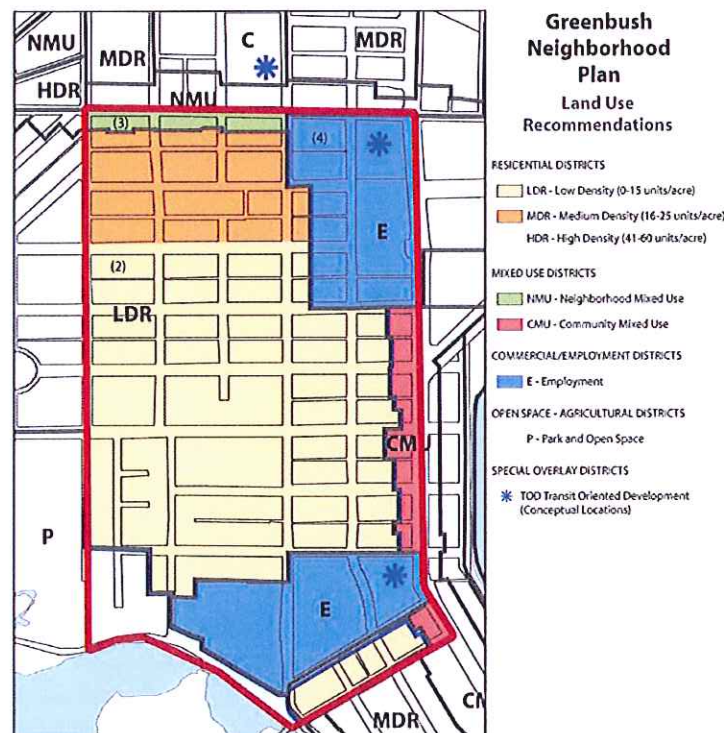 NMU
MDR
C
MDR
HDR
NMU
(3)
(4)
E
(2)
LDR
CMU
P
E
MDR
CM
Greenbush
Neighborhood
Plan
Land Use
Recommendations
RESIDENTIAL DISTRICTS
LDR - Low Density (0-15 units/acre)
MDR - Medium Density (16-25 units/acre)
HDR - High Density (41-60 units/acre)
MIXED USE DISTRICTS
NMU - Neighborhood Mixed Use
CMU - Community Mixed Use
COMMERCIAL/EMPLOYMENT DISTRICTS
E - Employment
OPEN SPACE - AGRICULTURAL DISTRICTS
P - Park and Open Space
SPECIAL OVERLAY DISTRICTS
TOD Transit Oriented Development
(Conceptual Locations)